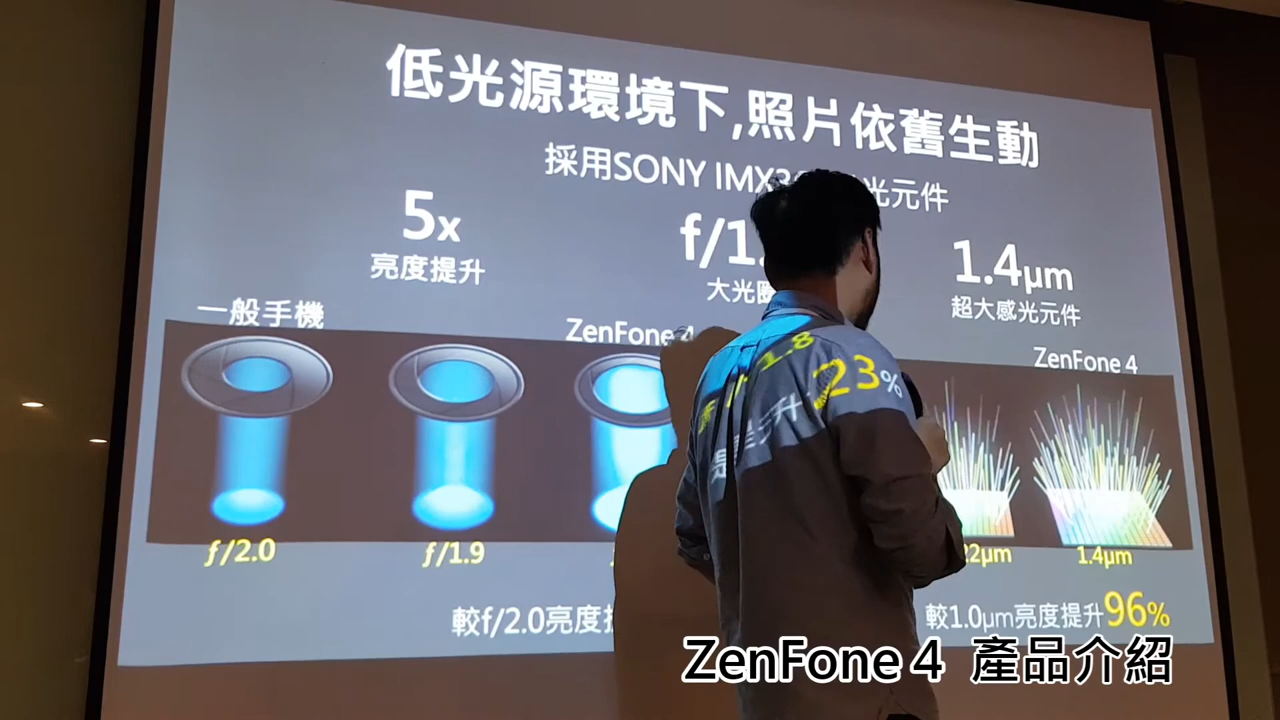 低光源環境下,照片依舊生動
採用SONY IMX3 光元件
5x
亮度提升
f/1.
大光圈
1.4μm
超大感光元件
一般手機
ZenFone 4
ZenFone 4
f/2.0
f/1.9
1.8
22μm
1.4μm
較f/2.0亮度
升 23%
較1.0μm亮度提升96%
ZenFone 4 產品介紹